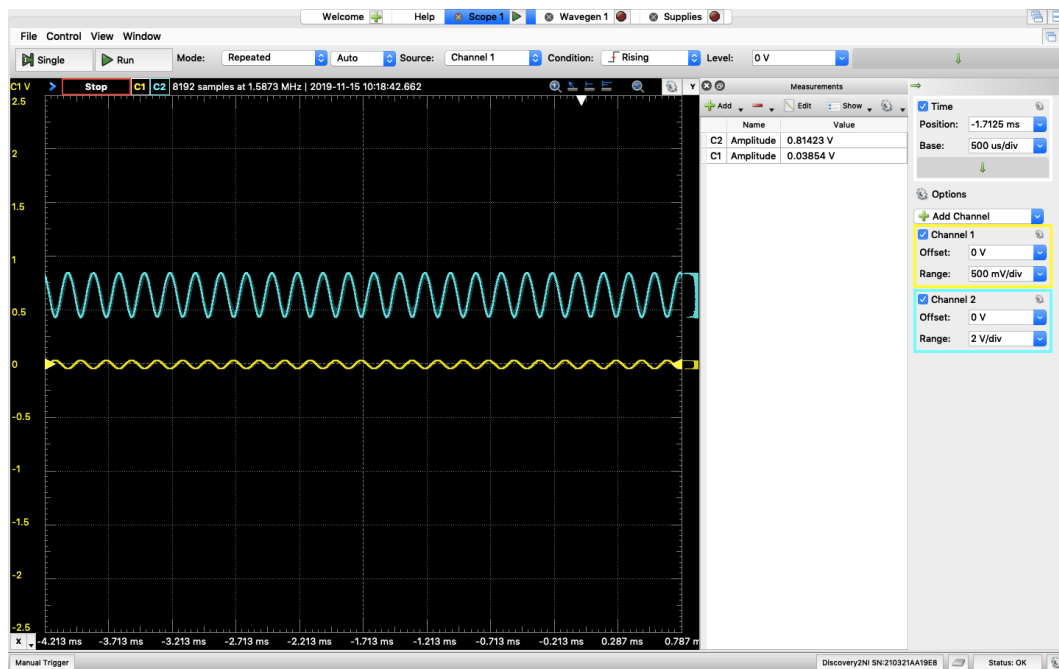 Welcome Help Scope 1 Wavegen 1 Supplies
File Control View Window
Single Run Mode: Repeated Auto Source: Channel 1 Condition: Rising Level: 0 V
C1 V Stop C1 C2 8192 samples at 1.5873 MHz | 2019-11-15 10:18:42.662 Y
2.5
2
1.5
1
0.5
0
-0.5
-1
-1.5
-2
-2.5
X -4.213 ms -3.713 ms -3.213 ms -2.713 ms -2.213 ms -1.713 ms -1.213 ms -0.713 ms -0.213 ms 0.287 ms 0.787 m
Measurements
Add Edit Show
Name Value
C2 Amplitude 0.81423 V
C1 Amplitude 0.03854 V
Time
Position: -1.7125 ms
Base: 500 us/div
Options
Add Channel
Channel 1
Offset: 0 V
Range: 500 mV/div
Channel 2
Offset: 0 V
Range: 2 V/div
Manual Trigger Discovery2NI SN:210321AA19E8 Status: OK